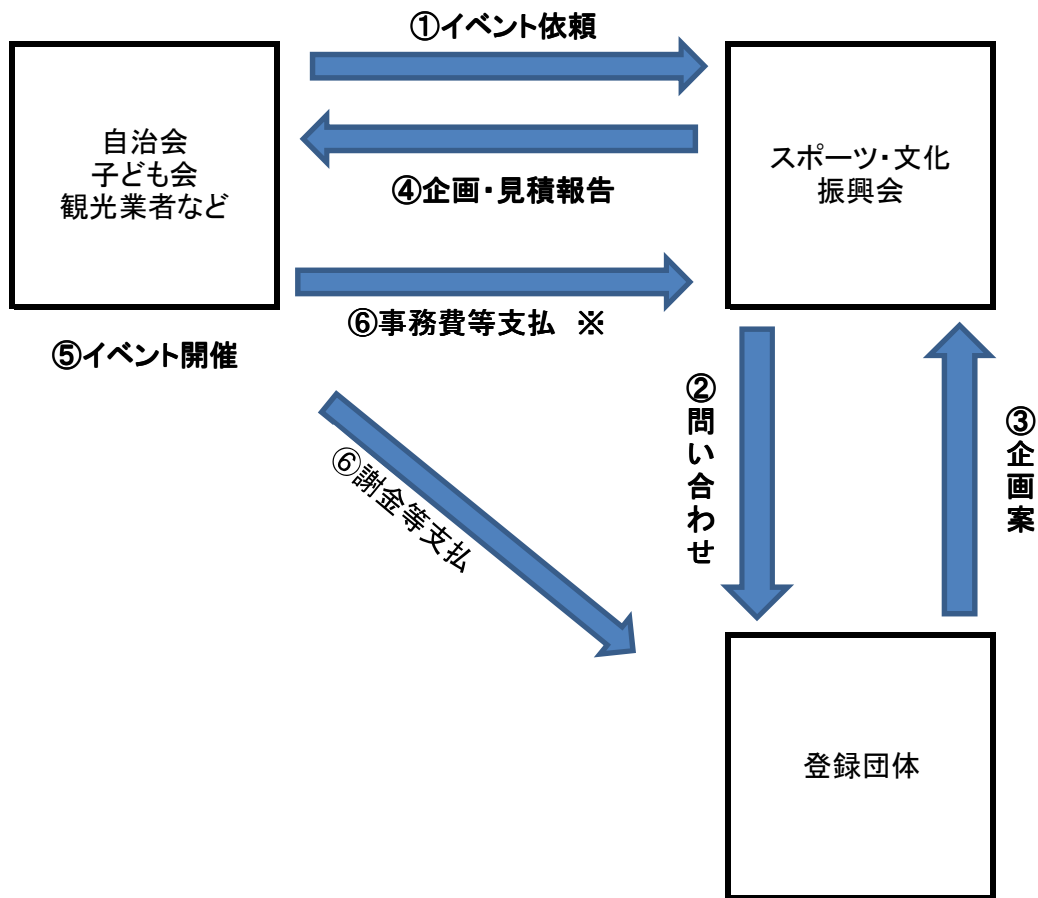 ①イベント依頼
自治会
子ども会
観光業者など
スポーツ・文化
振興会
④企画・見積報告
⑥事務費等支払　※
⑤イベント開催
②問い合わせ
③企画案
⑥謝金等支払
登録団体